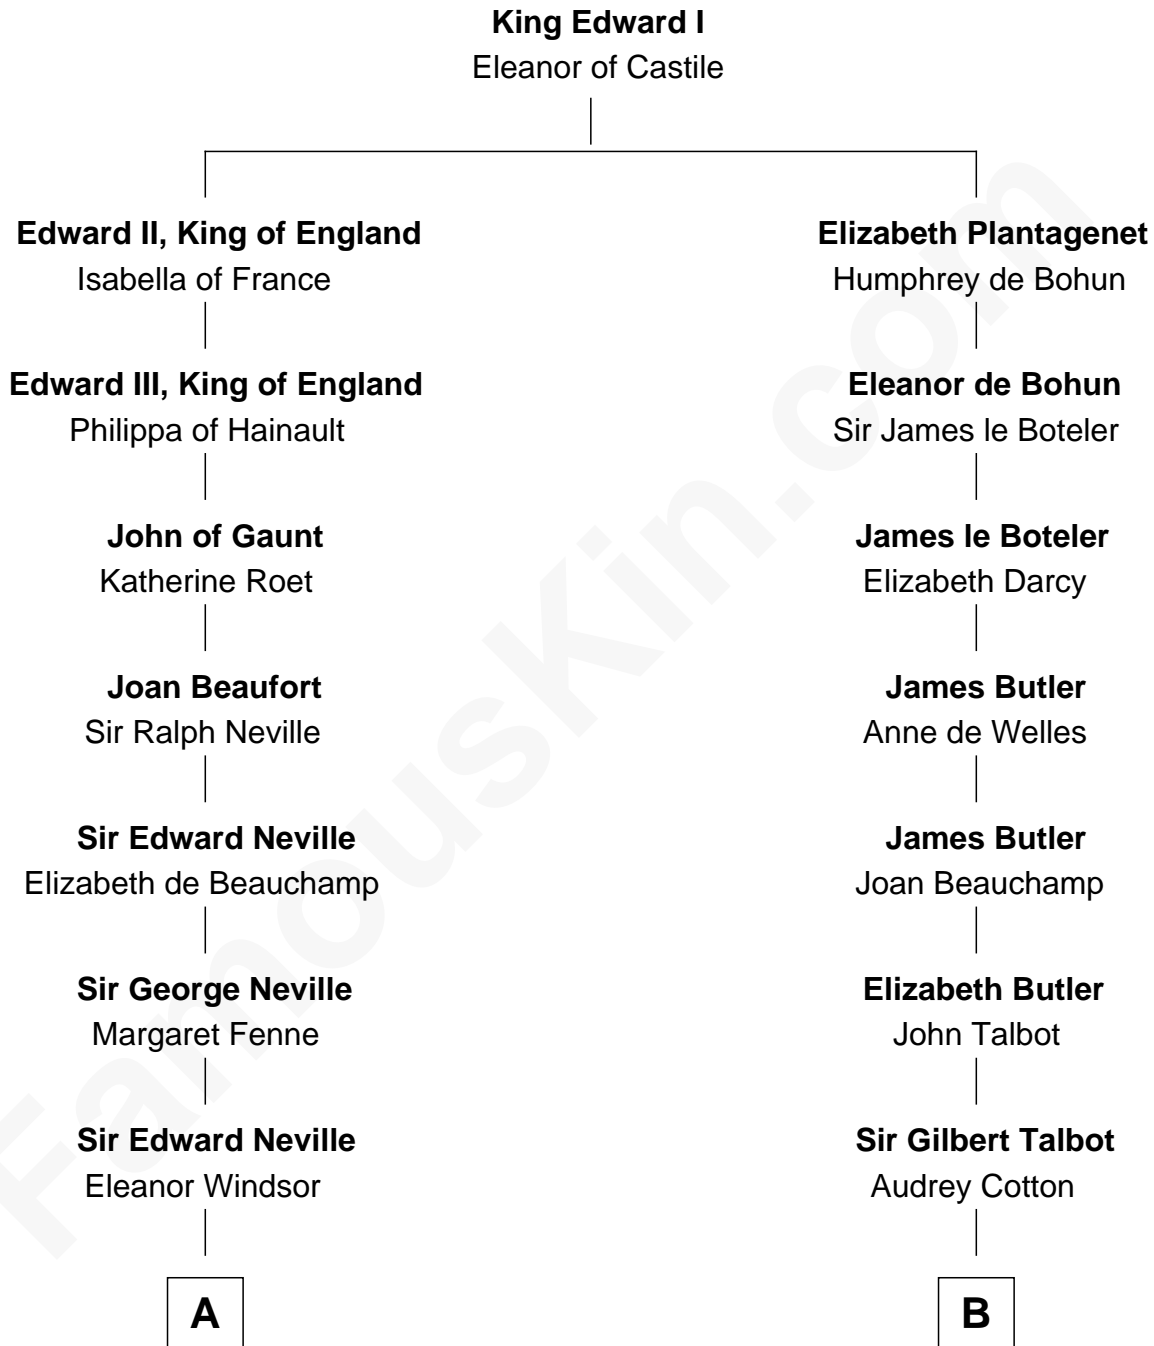 King Edward I
Eleanor of Castile
Edward II, King of England
Isabella of France
Edward III, King of England
Philippa of Hainault
John of Gaunt
Katherine Roet
Joan Beaufort
Sir Ralph Neville
Sir Edward Neville
Elizabeth de Beauchamp
Sir George Neville
Margaret Fenne
Sir Edward Neville
Eleanor Windsor
A
Elizabeth Plantagenet
Humphrey de Bohun
Eleanor de Bohun
Sir James le Boteler
James le Boteler
Elizabeth Darcy
James Butler
Anne de Welles
James Butler
Joan Beauchamp
Elizabeth Butler
John Talbot
Sir Gilbert Talbot
Audrey Cotton
B
FamousKin.com